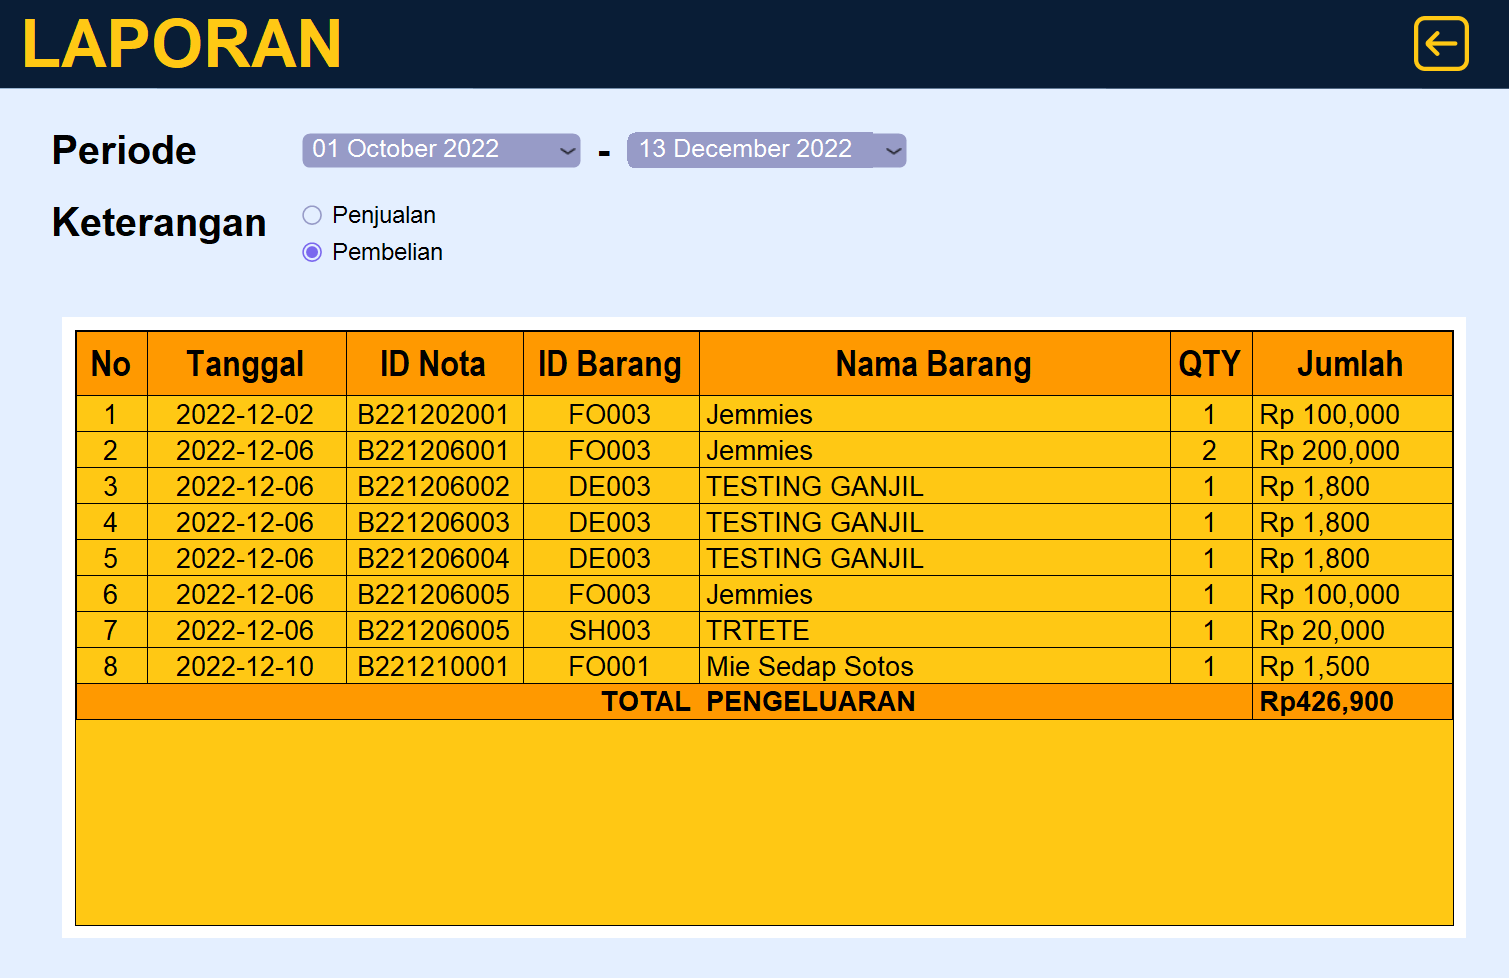 LAPORAN
Periode 01 October 2022 - 13 December 2022
Keterangan Penjualan
Pembelian
No Tanggal ID Nota ID Barang Nama Barang QTY Jumlah
1 2022-12-02 B221202001 FO003 Jemmies 1 Rp 100,000
2 2022-12-06 B221206001 FO003 Jemmies 2 Rp 200,000
3 2022-12-06 B221206002 DE003 TESTING GANJIL 1 Rp 1,800
4 2022-12-06 B221206003 DE003 TESTING GANJIL 1 Rp 1,800
5 2022-12-06 B221206004 DE003 TESTING GANJIL 1 Rp 1,800
6 2022-12-06 B221206005 FO003 Jemmies 1 Rp 100,000
7 2022-12-06 B221206005 SH003 TRTETE 1 Rp 20,000
8 2022-12-10 B221210001 FO001 Mie Sedap Sotos 1 Rp 1,500
TOTAL PENGELUARAN Rp426,900